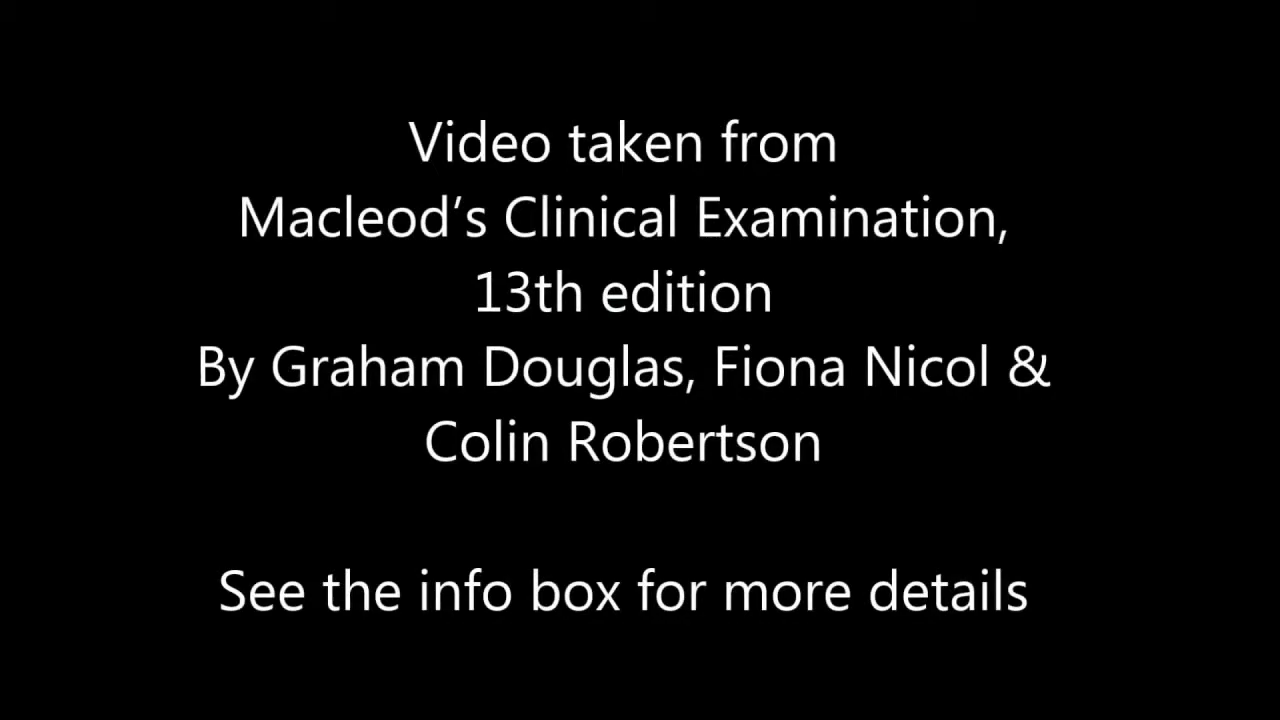 Video taken from
Macleod’s Clinical Examination,
13th edition
By Graham Douglas, Fiona Nicol &
Colin Robertson
See the info box for more details